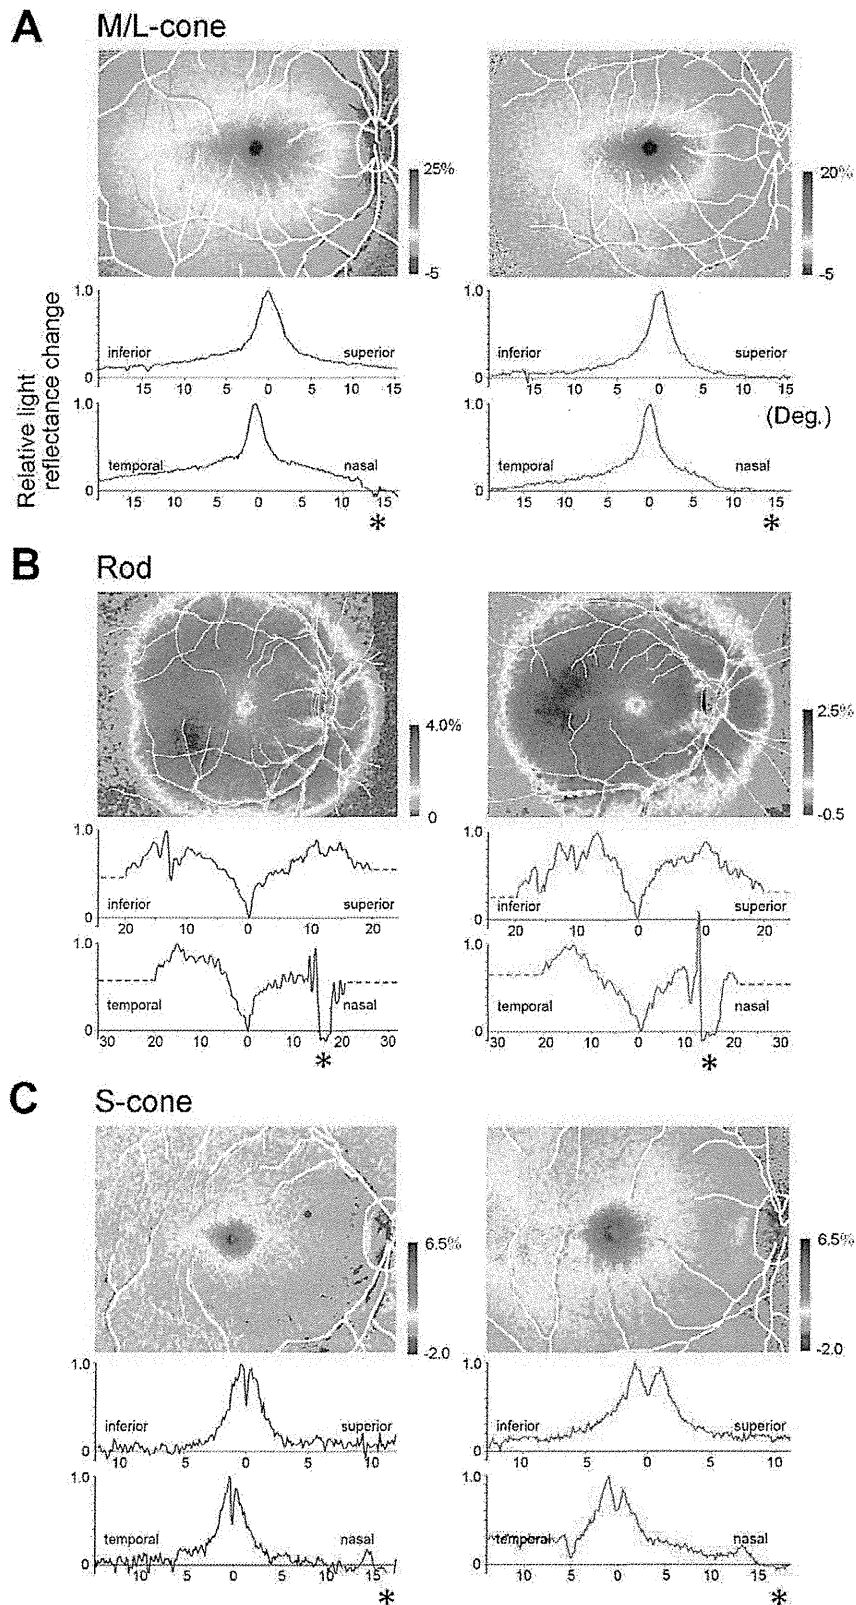 A M/L-cone
25%
-5
20%
-5
Relative light
reflectance change
1.0
inferior superior
0
15 5 0 5 10 15
1.0
inferior superior
0
15 10 5 0 5 10 15
(Deg.)
1.0
temporal nasal
0
15 10 5 0 5 10 15
*
1.0
temporal nasal
0
15 10 5 0 5 10 15
*
B Rod
4.0%
0
2.5%
-0.5
1.0
inferior superior
0
20 10 0 10 20
1.0
inferior superior
0
20 10 0 10 20
1.0
temporal nasal
0
30 20 10 0 10 20 30
*
1.0
temporal nasal
0
30 20 10 0 10 20 30
*
C S-cone
6.5%
-2.0
6.5%
-2.0
1.0
inferior superior
0
10 5 0 5 10
1.0
inferior superior
0
10 5 0 5 10
1.0
temporal nasal
0
10 5 0 5 10 15
*
1.0
temporal nasal
0
10 5 0 5 10 15
*